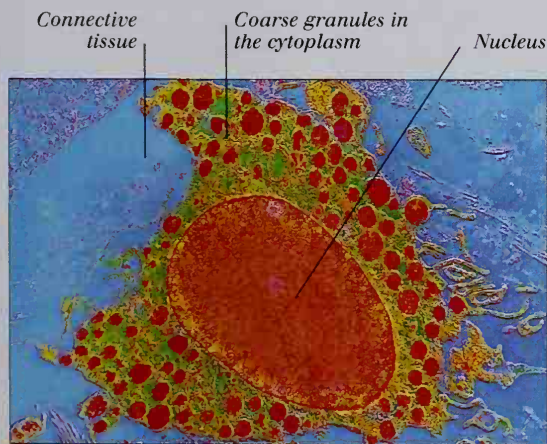 Connective
tissue
Coarse granules in
the cytoplasm
Nucleus